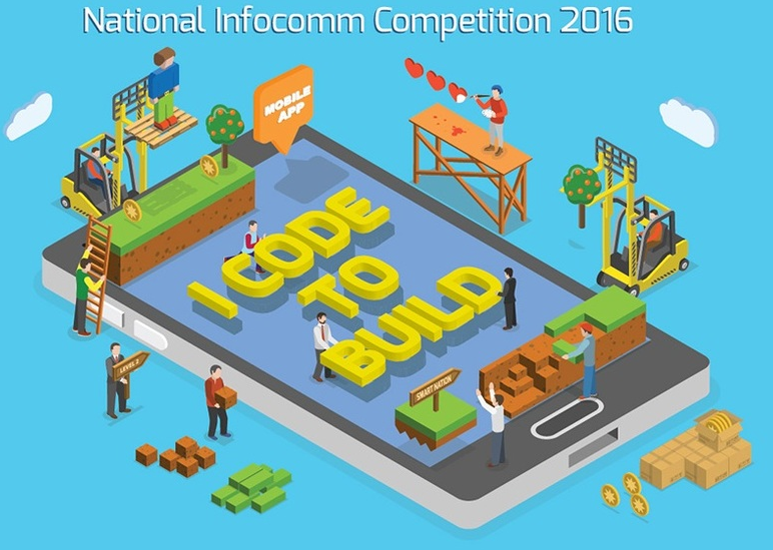 National Infocomm Competition 2016
MOBILE
APP
I CODE
TO
BUILD
LEVEL 2
SMART NATION